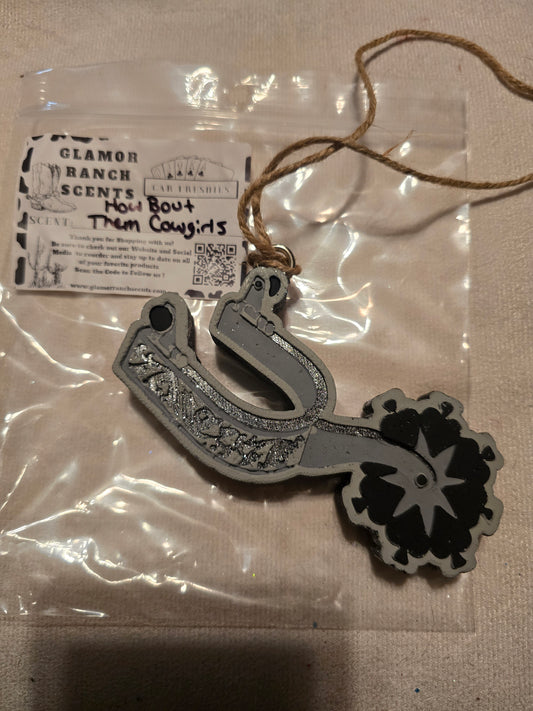 GLAMOR
RANCH
SCENTS
CAR FRESHIES
SCENT:
How Bout
Them Cowgirls
Thank you for Shopping with us!
Be sure to check out our Website and Social
Media to reorder and stay up to date on all
of your favorite products
Scan the Code to Follow us !
www.glamorranchscents.com